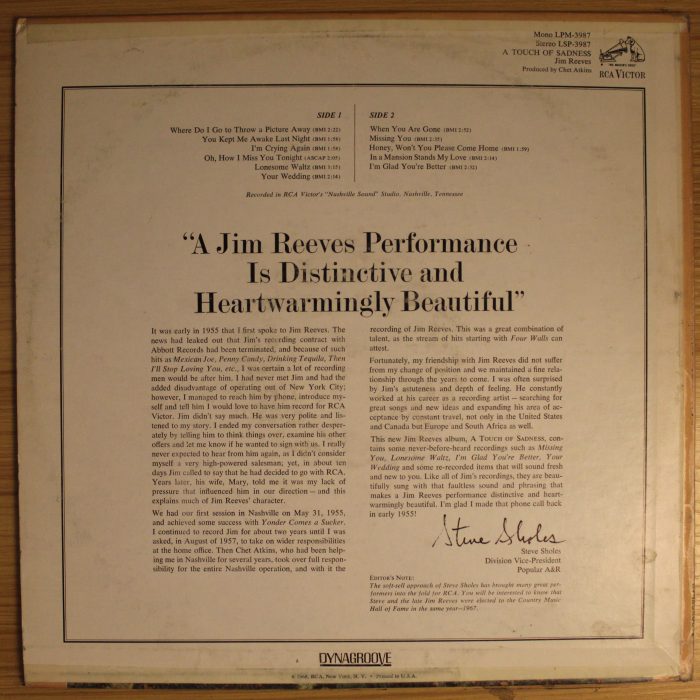 Mono LPM-3987
Stereo LSP-3987
A TOUCH OF SADNESS
Jim Reeves
Produced by Chet Atkins
"HIS MASTER'S VOICE"
RCA VICTOR
SIDE 1
Where Do I Go to Throw a Picture Away (BMI 2:22)
You Kept Me Awake Last Night (BMI 1:58)
I'm Crying Again (BMI 1:58)
Oh, How I Miss You Tonight (ASCAP 2:05)
Lonesome Waltz (BMI 3:15)
Your Wedding (BMI 2:14)
SIDE 2
When You Are Gone (BMI 2:52)
Missing You (BMI 2:35)
Honey, Won't You Please Come Home (BMI 1:59)
In a Mansion Stands My Love (BMI 2:14)
I'm Glad You're Better (BMI 2:32)
Recorded in RCA Victor's "Nashville Sound" Studio, Nashville, Tennessee
"A Jim Reeves Performance
Is Distinctive and
Heartwarmingly Beautiful"
It was early in 1955 that I first spoke to Jim Reeves. The
news had leaked out that Jim's recording contract with
Abbott Records had been terminated, and because of such
hits as Mexican Joe, Penny Candy, Drinking Tequila, Then
I'll Stop Loving You, etc., I was certain a lot of recording
men would be after him. I had never met Jim and had the
added disadvantage of operating out of New York City;
however, I managed to reach him by phone, introduce my-
self and tell him I would love to have him record for RCA
Victor. Jim didn't say much. He was very polite and lis-
tened to my story. I ended my conversation rather desper-
ately by telling him to think things over, examine his other
offers and let me know if he wanted to sign with us. I really
never expected to hear from him again, as I didn't consider
myself a very high-powered salesman; yet, in about ten
days Jim called to say that he had decided to go with RCA.
Years later, his wife, Mary, told me it was my lack of
pressure that influenced him in our direction — and this
explains much of Jim Reeves' character.
We had our first session in Nashville on May 31, 1955,
and achieved some success with Yonder Comes a Sucker.
I continued to record Jim for about two years until I was
asked, in August of 1957, to take on wider responsibilities
at the home office. Then Chet Atkins, who had been help-
ing me in Nashville for several years, took over full respon-
sibility for the entire Nashville operation, and with it the
recording of Jim Reeves. This was a great combination of
talent, as the stream of hits starting with Four Walls can
attest.
Fortunately, my friendship with Jim Reeves did not suffer
from my change of position and we maintained a fine rela-
tionship through the years to come. I was often surprised
by Jim's astuteness and depth of feeling. He constantly
worked at his career as a recording artist — searching for
great songs and new ideas and expanding his area of ac-
ceptance by constant travel, not only in the United States
and Canada but Europe and South Africa as well.
This new Jim Reeves album, A TOUCH OF SADNESS, con-
tains some never-before-heard recordings such as Missing
You, Lonesome Waltz, I'm Glad You're Better, Your
Wedding and some re-recorded items that will sound fresh
and new to you. Like all of Jim's recordings, they are beau-
tifully sung with that faultless sound and phrasing that
makes a Jim Reeves performance distinctive and heart-
warmingly beautiful. I'm glad I made that phone call back
in early 1955!
Steve Sholes
Steve Sholes
Division Vice-President
Popular A&R
EDITOR'S NOTE:
The soft-sell approach of Steve Sholes has brought many great per-
formers into the fold for RCA. You will be interested to know that
Steve and the late Jim Reeves were elected to the Country Music
Hall of Fame in the same year—1967.
DYNAGROOVE
© 1968, RCA, New York, N. Y. • Printed in U.S.A.